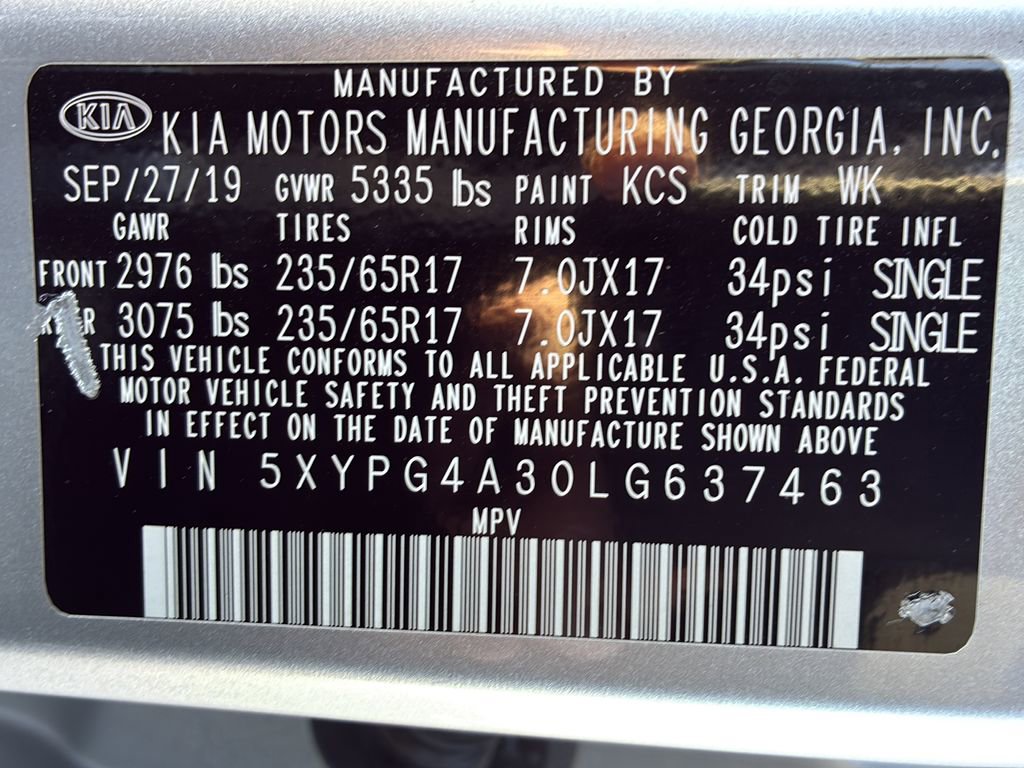 MANUFACTURED BY
KIA KIA MOTORS MANUFACTURING GEORGIA, INC.
SEP/27/19 GVWR 5335 lbs PAINT KCS TRIM WK
GAWR TIRES RIMS COLD TIRE INFL
FRONT 2976 lbs 235/65R17 7.0JX17 34psi SINGLE
3075 lbs 235/65R17 7.0JX17 34psi SINGLE
THIS VEHICLE CONFORMS TO ALL APPLICABLE U.S.A. FEDERAL
MOTOR VEHICLE SAFETY AND THEFT PREVENTION STANDARDS
IN EFFECT ON THE DATE OF MANUFACTURE SHOWN ABOVE
VIN 5XYPG4A30LG637463
MPV